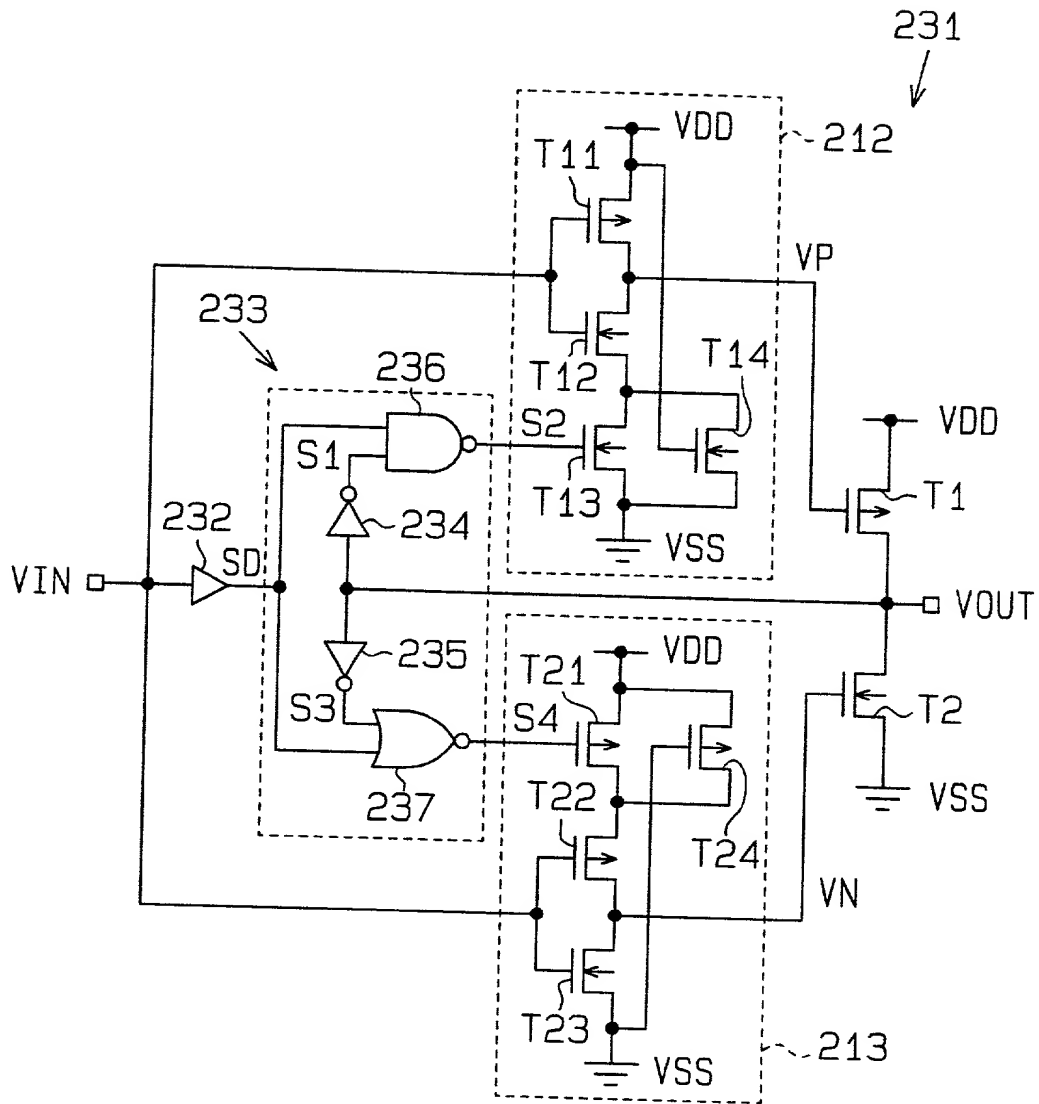 231
VDD
212
T11
VP
233
T12
T14
236
S2
VDD
S1
T13
T1
232
234
SD
VSS
VIN
VOUT
235
T21
VDD
S3
S4
T2
237
T22
VSS
T24
VN
T23
VSS
213